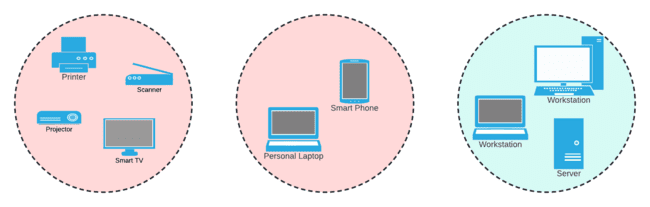 Printer
Scanner
Projector
Smart TV
Smart Phone
Personal Laptop
Workstation
Workstation
Server